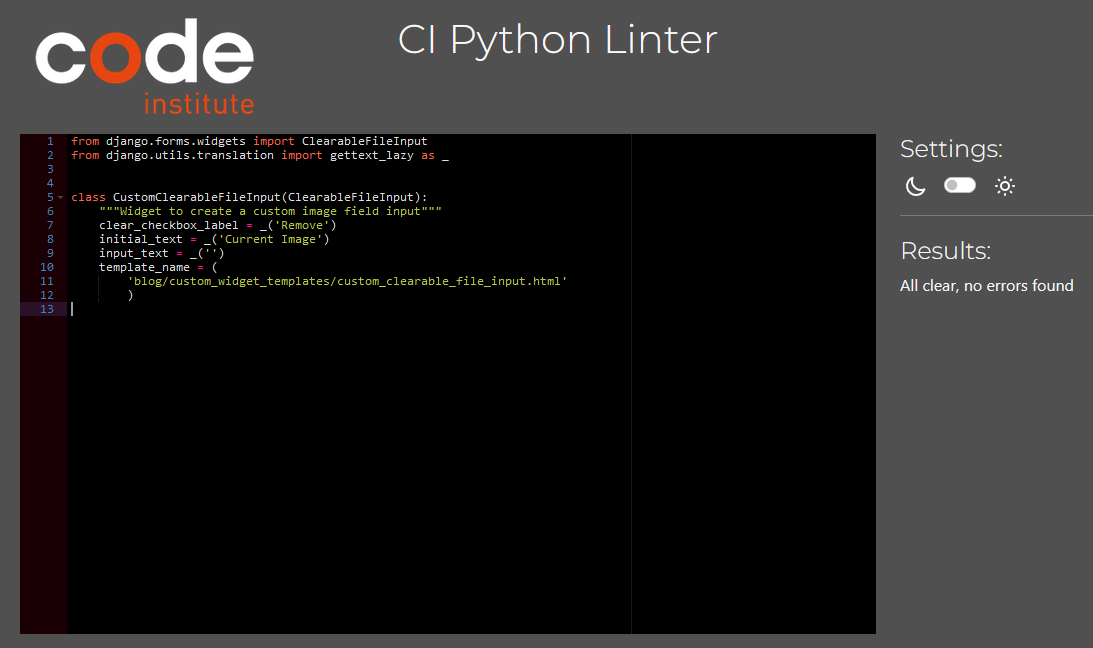 code
institute
CI Python Linter
1 from django.forms.widgets import ClearableFileInput
2 from django.utils.translation import gettext_lazy as _
3
4
5 class CustomClearableFileInput(ClearableFileInput):
6     """Widget to create a custom image field input"""
7     clear_checkbox_label = _('Remove')
8     initial_text = _('Current Image')
9     input_text = _('')
10     template_name = (
11         'blog/custom_widget_templates/custom_clearable_file_input.html'
12         )
13
Settings:
Results:
All clear, no errors found